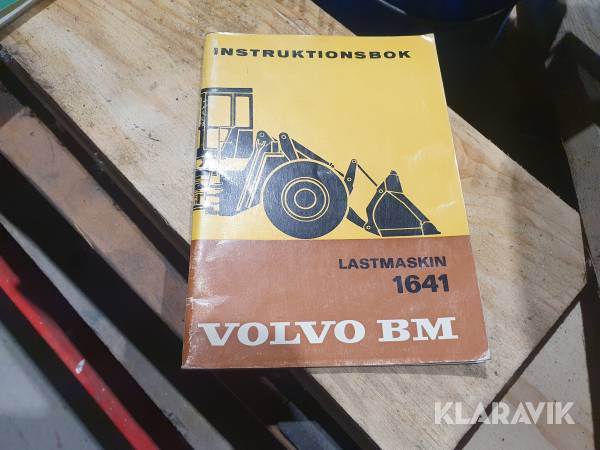 INSTRUKTIONSBOK
LASTMASKIN
1641
VOLVO BM
KLARAVIK